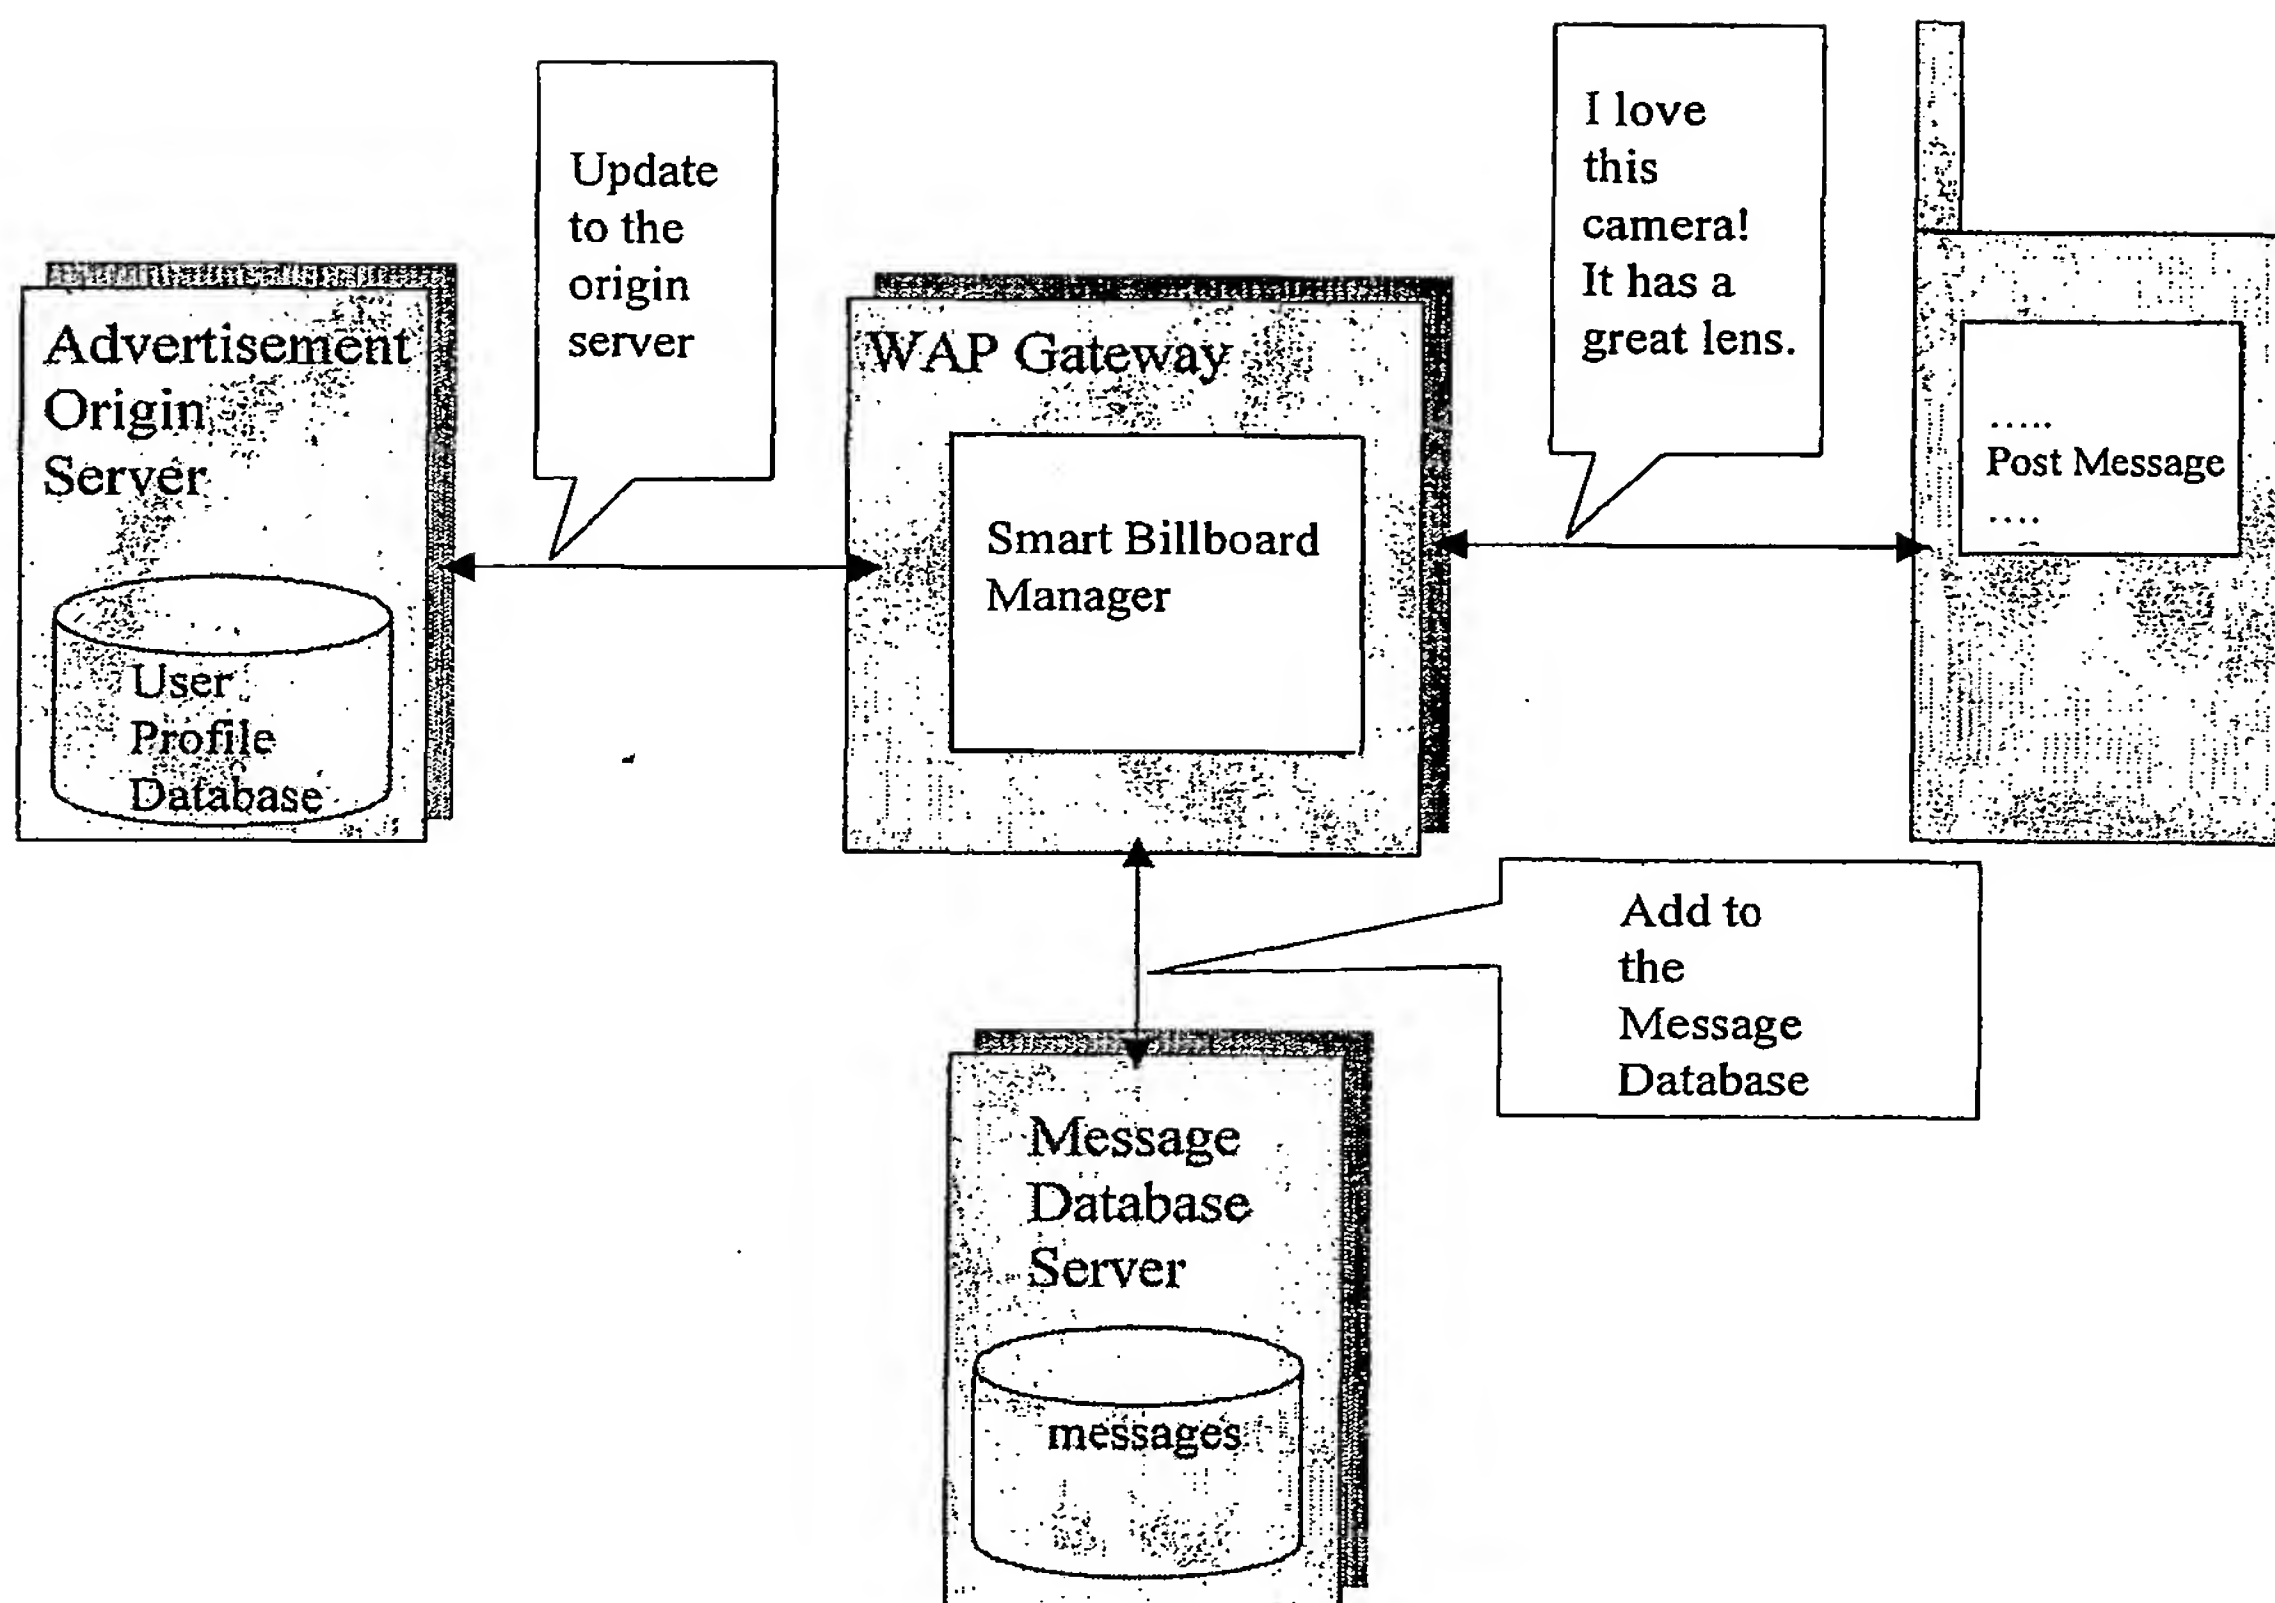 Update
to the
origin
server
I love
this
camera!
It has a
great lens.
Advertisement
Origin
Server
WAP Gateway
.....
Post Message
....
Smart Billboard
Manager
User
Profile
Database
Add to
the
Message
Database
Message
Database
Server
messages